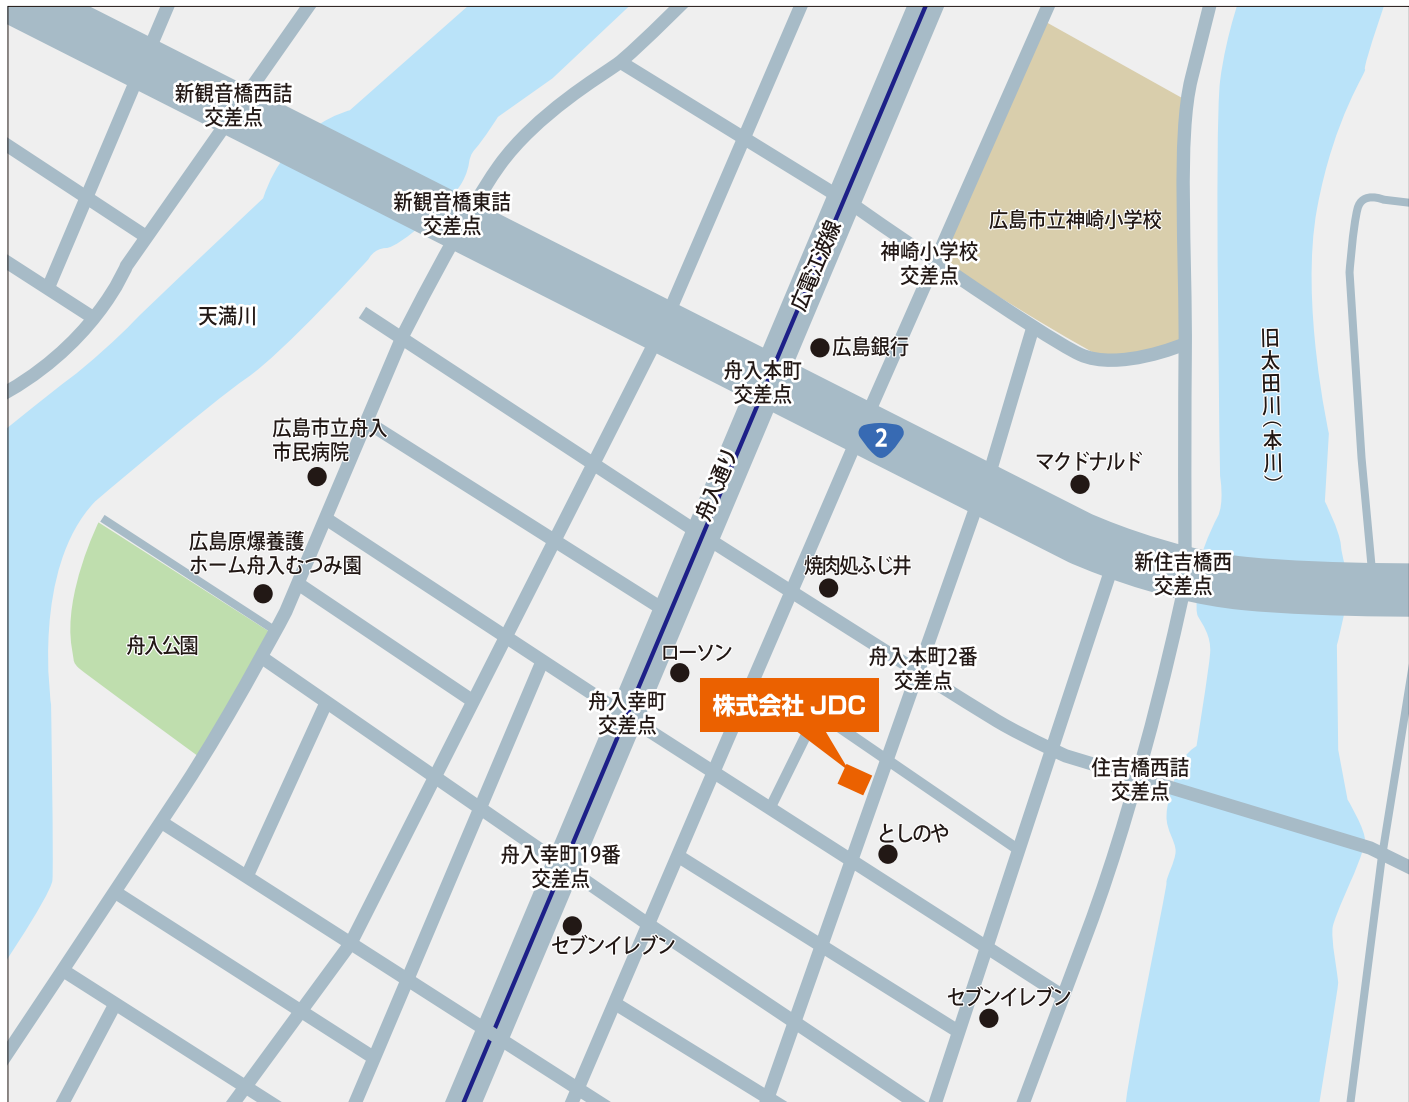 新観音橋西詰
交差点
新観音橋東詰
交差点
広島市立神崎小学校
神崎小学校
交差点
広電江波線
天満川
広島銀行
舟入本町
交差点
旧太田川(本川)
2
広島市立舟入
市民病院
マクドナルド
舟入通り
広島原爆養護
ホーム舟入むつみ園
焼肉処ふじ井
新住吉橋西
交差点
舟入公園
ローソン
舟入本町2番
交差点
舟入幸町
交差点
株式会社 JDC
住吉橋西詰
交差点
としのや
舟入幸町19番
交差点
セブンイレブン
セブンイレブン